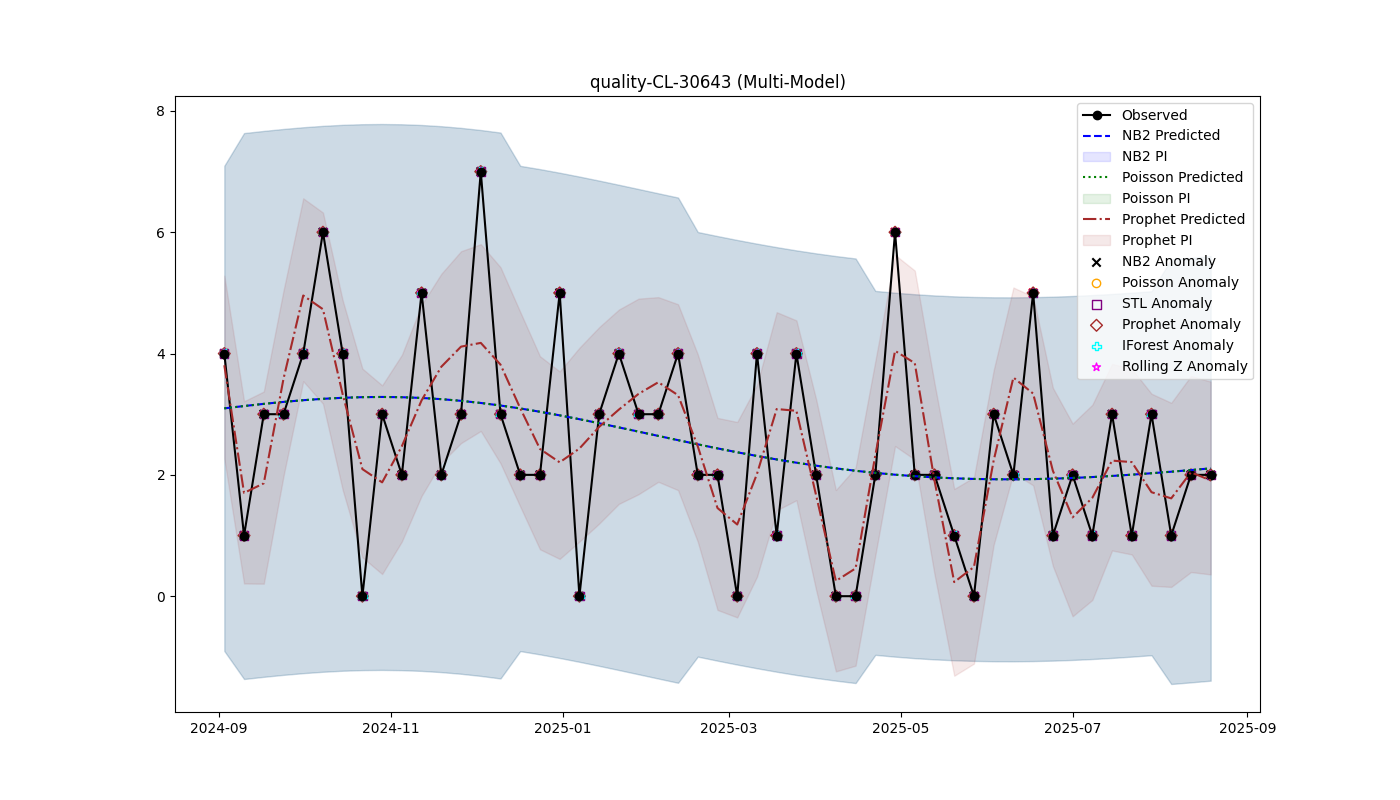 quality-CL-30643 (Multi-Model)
8
6
4
2
0
Observed
NB2 Predicted
NB2 PI
Poisson Predicted
Poisson PI
Prophet Predicted
Prophet PI
NB2 Anomaly
Poisson Anomaly
STL Anomaly
Prophet Anomaly
IForest Anomaly
Rolling Z Anomaly
2024-09
2024-11
2025-01
2025-03
2025-05
2025-07
2025-09